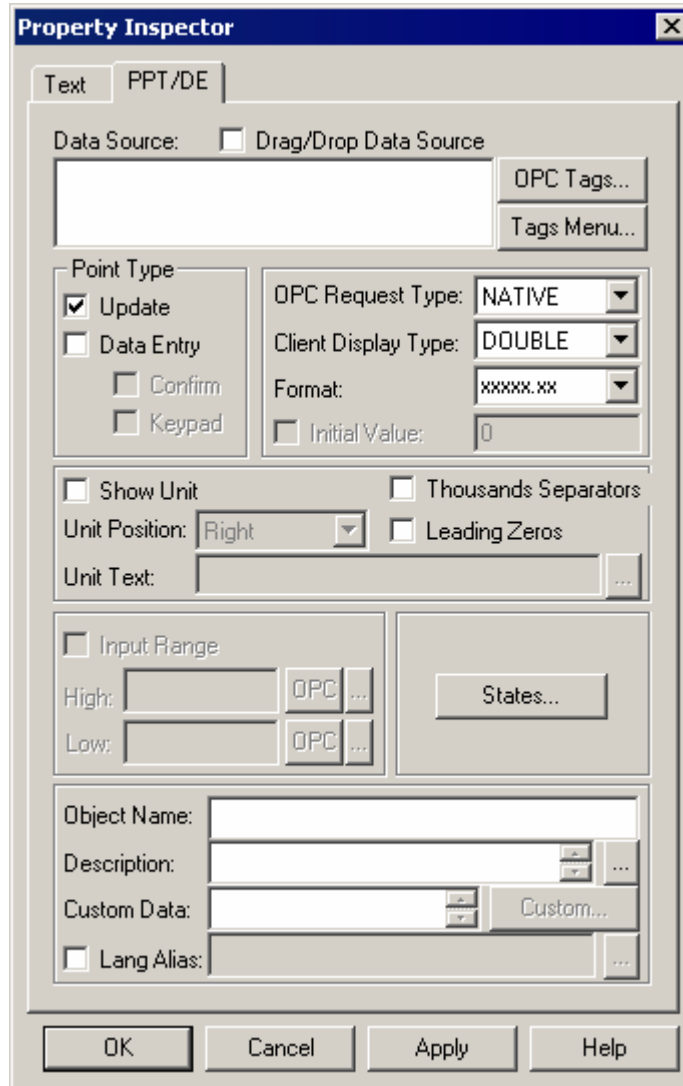 Property Inspector
Text PPT/DE
Data Source: Drag/Drop Data Source
OPC Tags...
Tags Menu...
Point Type
Update
Data Entry
Confirm
Keypad
OPC Request Type: NATIVE
Client Display Type: DOUBLE
Format: xxxxx.xx
Initial Value: 0
Show Unit Thousands Separators
Unit Position: Right Leading Zeros
Unit Text: ...
Input Range
High: OPC ...
Low: OPC ...
States...
Object Name:
Description: ...
Custom Data: Custom...
Lang Alias: ...
OK Cancel Apply Help